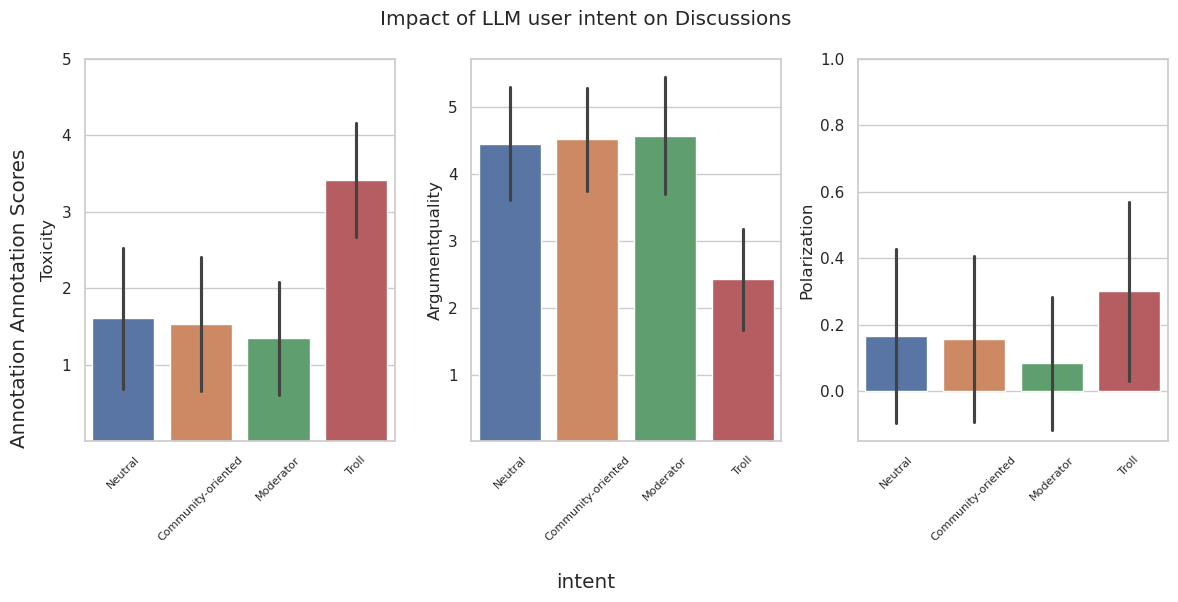 Impact of LLM user intent on Discussions
Annotation Annotation Scores
Toxicity
5
4
3
2
1
Neutral
Community-oriented
Moderator
Troll
Argumentquality
5
4
3
2
1
Neutral
Community-oriented
Moderator
Troll
Polarization
1.0
0.8
0.6
0.4
0.2
0.0
Neutral
Community-oriented
Moderator
Troll
intent